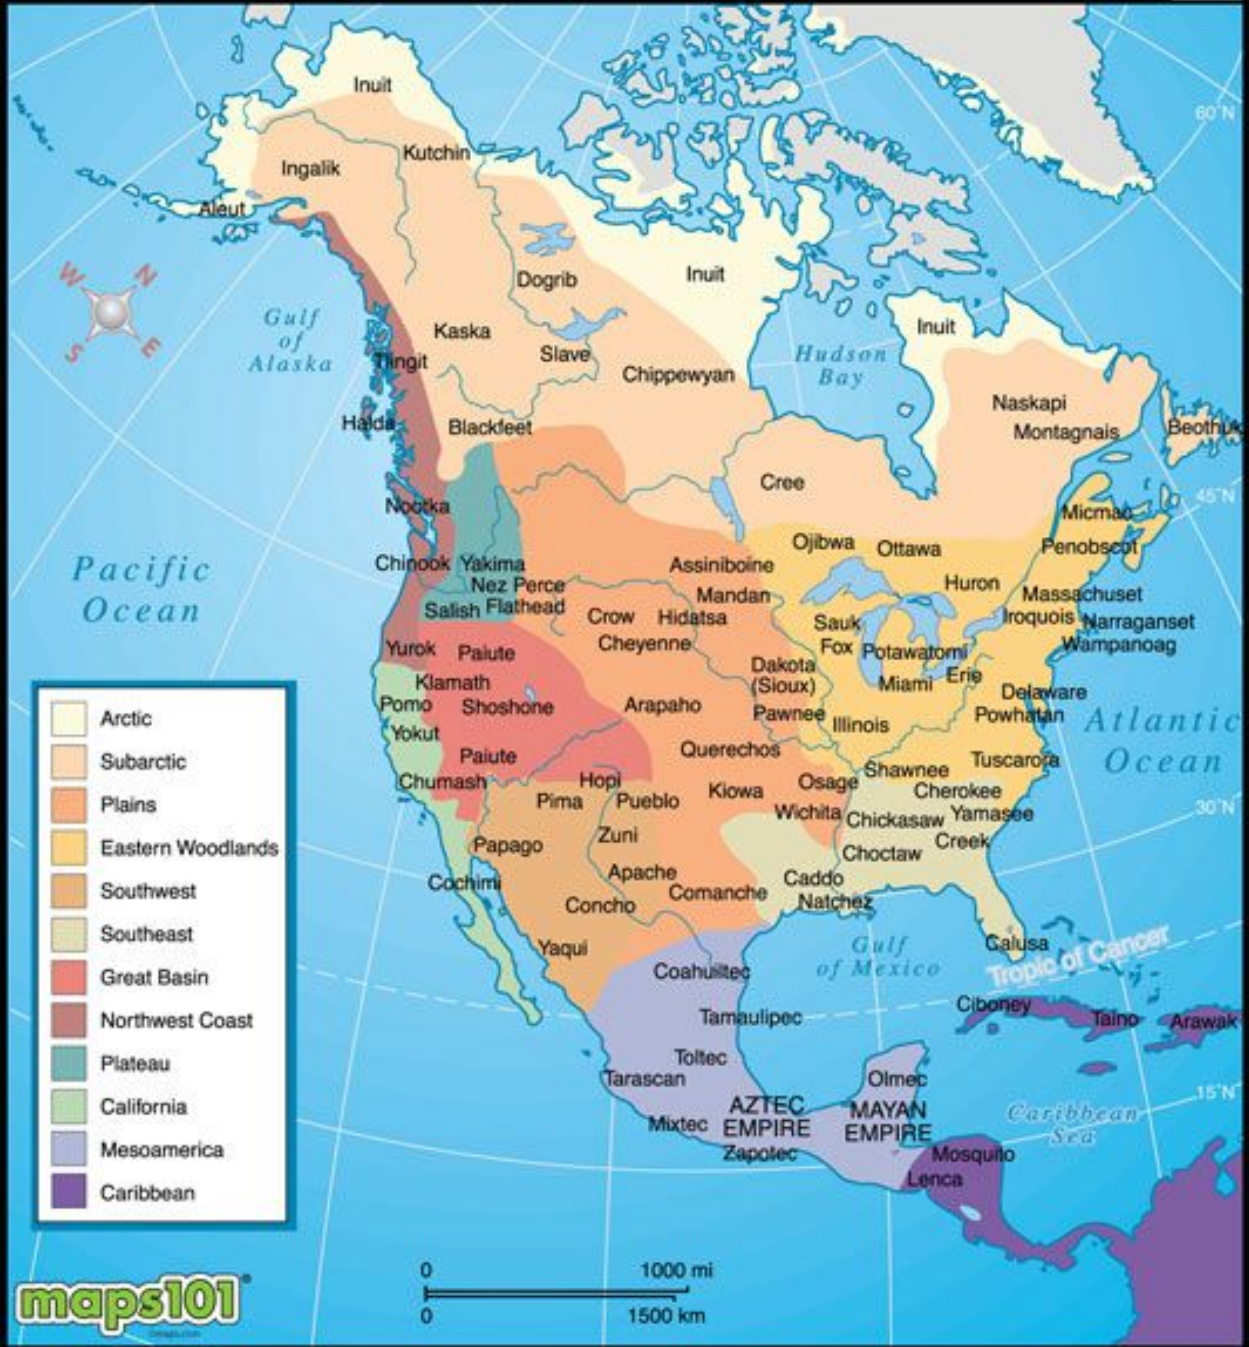 60°N
Inuit
Kutchin
Ingalik
Aleut
W
N
S
E
Dogrib
Inuit
Gulf
of
Alaska
Kaska
Slave
Inuit
Hudson
Bay
Tlingit
Chippewyan
Haida
Blackfeet
Naskapi
Montagnais
Beothuk
Cree
45°N
Nootka
Micmac
Pacific
Ocean
Chinook
Yakima
Nez Perce
Salish
Flathead
Assiniboine
Mandan
Ojibwa
Ottawa
Penobscot
Huron
Massachuset
Crow
Hidatsa
Cheyenne
Sauk
Fox
Potawatomi
Iroquois
Narraganset
Wampanoag
Yurok
Paiute
Klamath
Pomo
Shoshone
Yokut
Paiute
Chumash
Arapaho
Dakota
(Sioux)
Pawnee
Miami
Erie
Illinois
Delaware
Powhatan
Atlantic
Ocean
Querechos
Tuscarora
Hopi
Pima
Pueblo
Kiowa
Osage
Wichita
Shawnee
Cherokee
Chickasaw
Yamasee
Creek
Choctaw
30°N
Zuni
Papago
Apache
Comanche
Concho
Cochimi
Yaqui
Caddo
Natchez
Calusa
Gulf
of Mexico
Tropic of Cancer
Coahuiltec
Tamaulipec
Toltec
Tarascan
Mixtec
AZTEC
EMPIRE
Zapotec
Olmec
MAYAN
EMPIRE
Ciboney
Taino
Arawak
Caribbean
Sea
15°N
Mosquito
Lenca
Arctic
Subarctic
Plains
Eastern Woodlands
Southwest
Southeast
Great Basin
Northwest Coast
Plateau
California
Mesoamerica
Caribbean
0
1000 mi
0
1500 km
maps101®